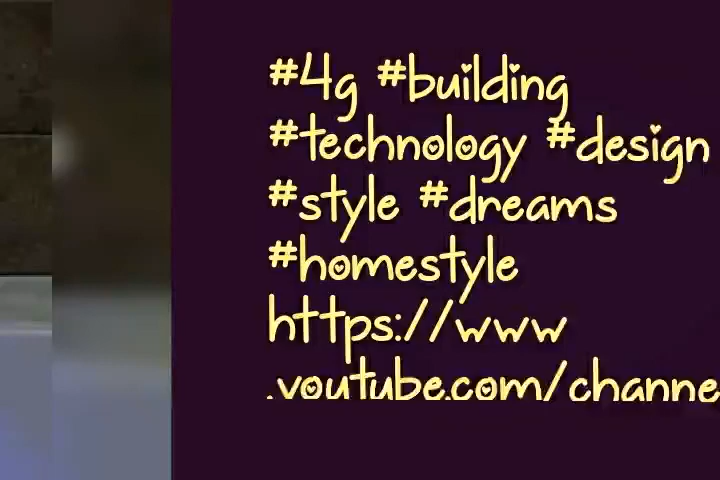 #4g #building
#technology #design
#style #dreams
#homestyle
https://www
.youtube.com/channe